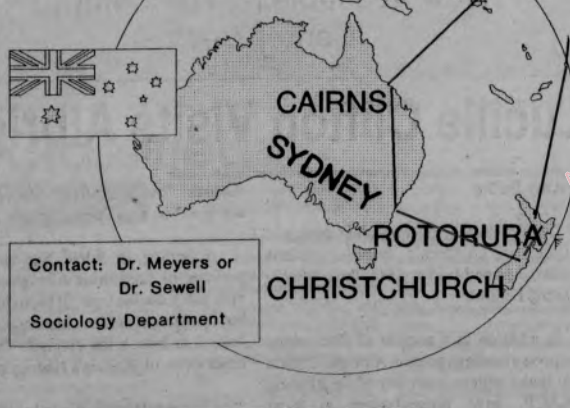 CAIRNS
SYDNEY
ROTORURA
CHRISTCHURCH
Contact: Dr. Meyers or
Dr. Sewell
Sociology Department